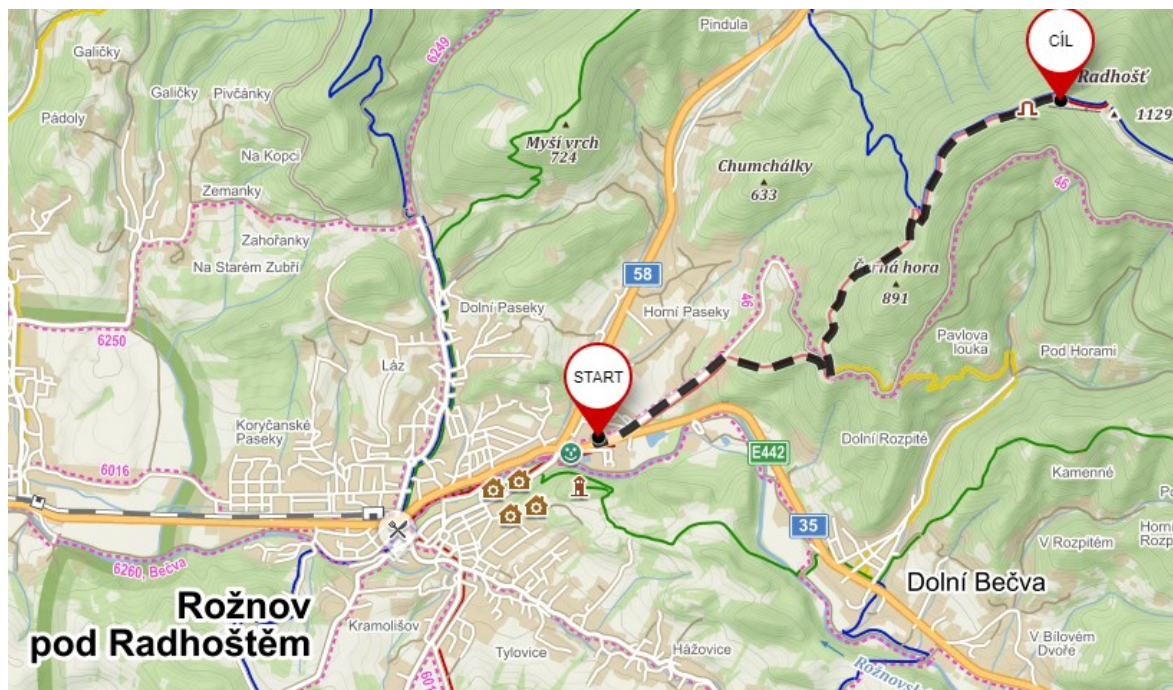 Galičky
Galičky
Pivčánky
Pádoly
Na Kopci
Zemanky
Zahořanky
Na Starém Zubří
6249
6250
Pindula
Myší vrch
724
Chumchálky
633
CÍL
Radhošť
1129
46
58
46
Černá hora
891
Dolní Paseky
Horní Paseky
Láz
START
Pavlova
louka
Pod Horami
Koryčanské
Paseky
6016
Dolní Rozpité
E442
Kamenné
35
V Rozpitém
Horní
Rozp
6260, Bečva
Dolní Bečva
Rožnov
pod Radhoštěm
Kramolišov
Tylovice
Hážovice
V Bílovém
Dvoře